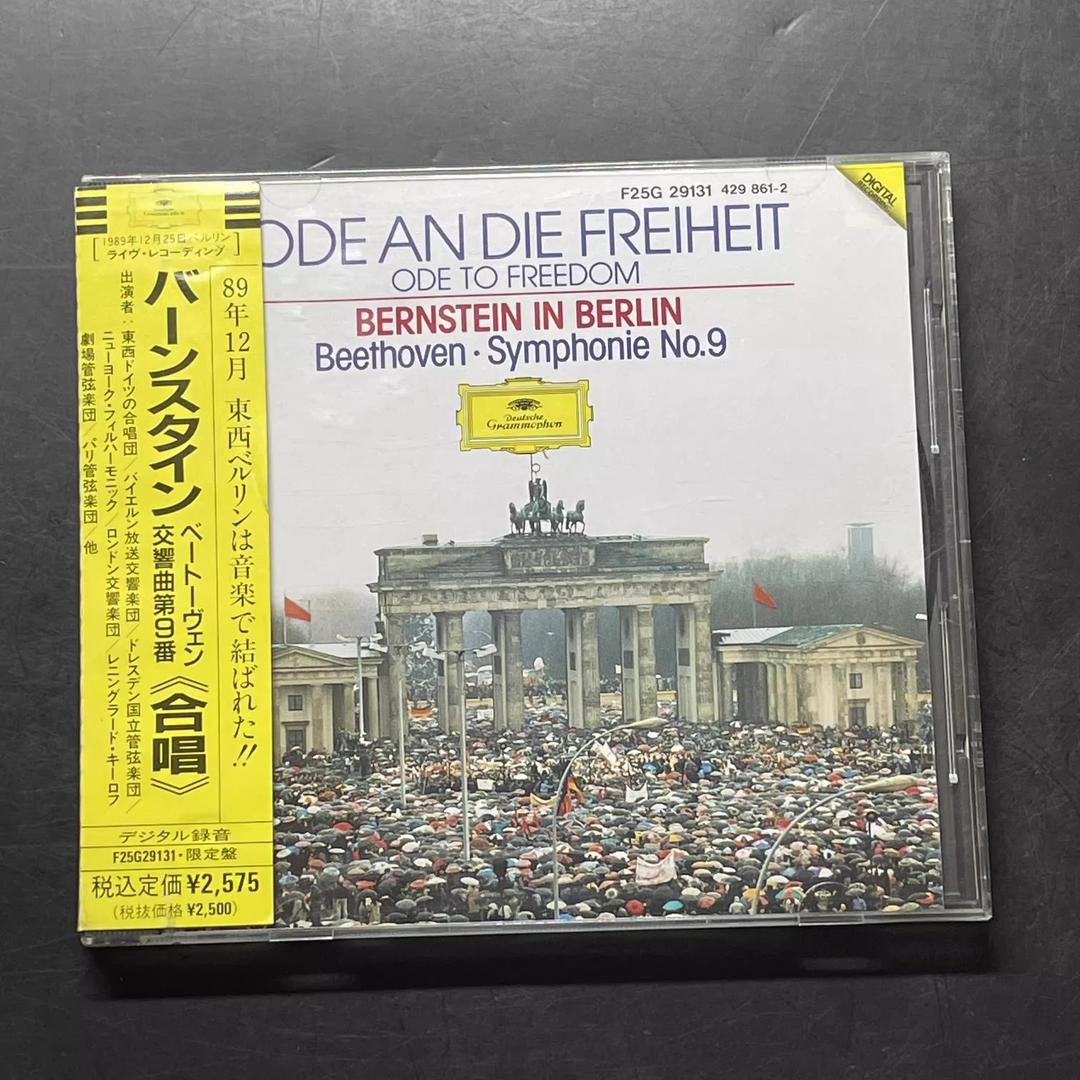 [1989年12月25日ベルリン
ライヴ・レコーディング]
89年12月 東西ベルリンは音楽で結ばれた!!
バーンスタイン
ベートーヴェン
交響曲第9番
《合唱》
出演者:東西ドイツの合唱団/バイエルン放送交響楽団/ドレスデン国立管弦楽団/
ニューヨーク・フィルハーモニック/ロンドン交響楽団/レニングラード・キーロフ
劇場管弦楽団/パリ管弦楽団/他
デジタル録音
F25G29131・限定盤
税込定価¥2,575
(税抜価格¥2,500)
F25G 29131 429 861-2
DIGITAL
RECORDING
ODE AN DIE FREIHEIT
ODE TO FREEDOM
BERNSTEIN IN BERLIN
Beethoven · Symphonie No.9
Deutsche
Grammophon